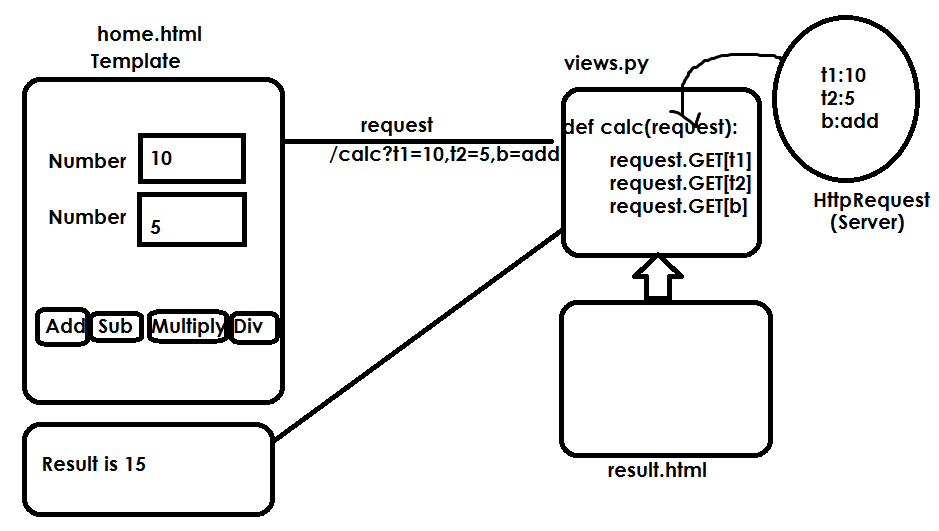 home.html
Template
Number
10
Number
5
Add
Sub
Multiply
Div
Result is 15
request
/calc?t1=10,t2=5,b=add
views.py
def calc(request):
request.GET[t1]
request.GET[t2]
request.GET[b]
t1:10
t2:5
b:add
HttpRequest
(Server)
result.html